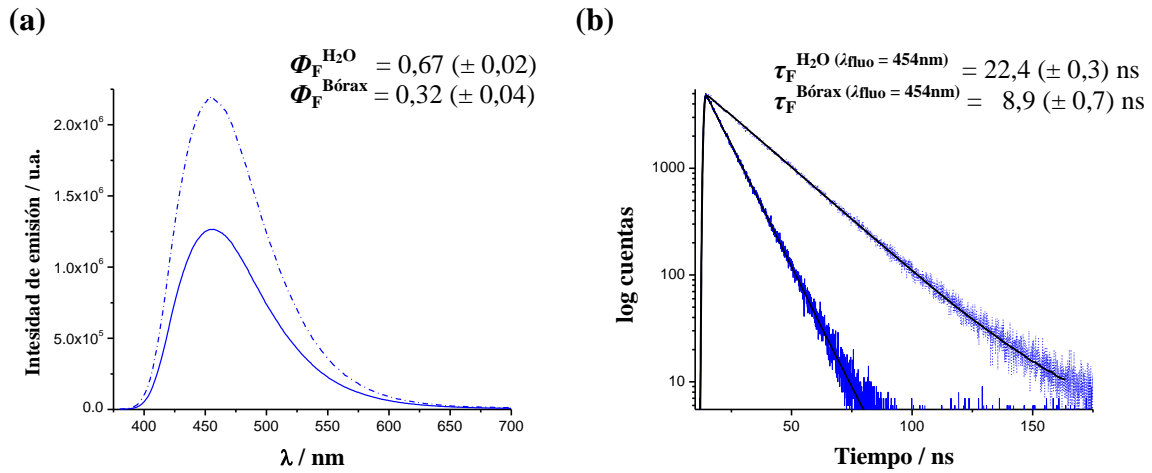 (a)
Φ_F^H2O = 0,67 (± 0,02)
Φ_F^Bórax = 0,32 (± 0,04)
Intesidad de emisión / u.a.
2.0x10^6
1.5x10^6
1.0x10^6
5.0x10^5
0.0
400 450 500 550 600 650 700
λ / nm
(b)
τ_F^H2O (λfluo = 454nm) = 22,4 (± 0,3) ns
τ_F^Bórax (λfluo = 454nm) = 8,9 (± 0,7) ns
log cuentas
1000
100
10
50 100 150
Tiempo / ns